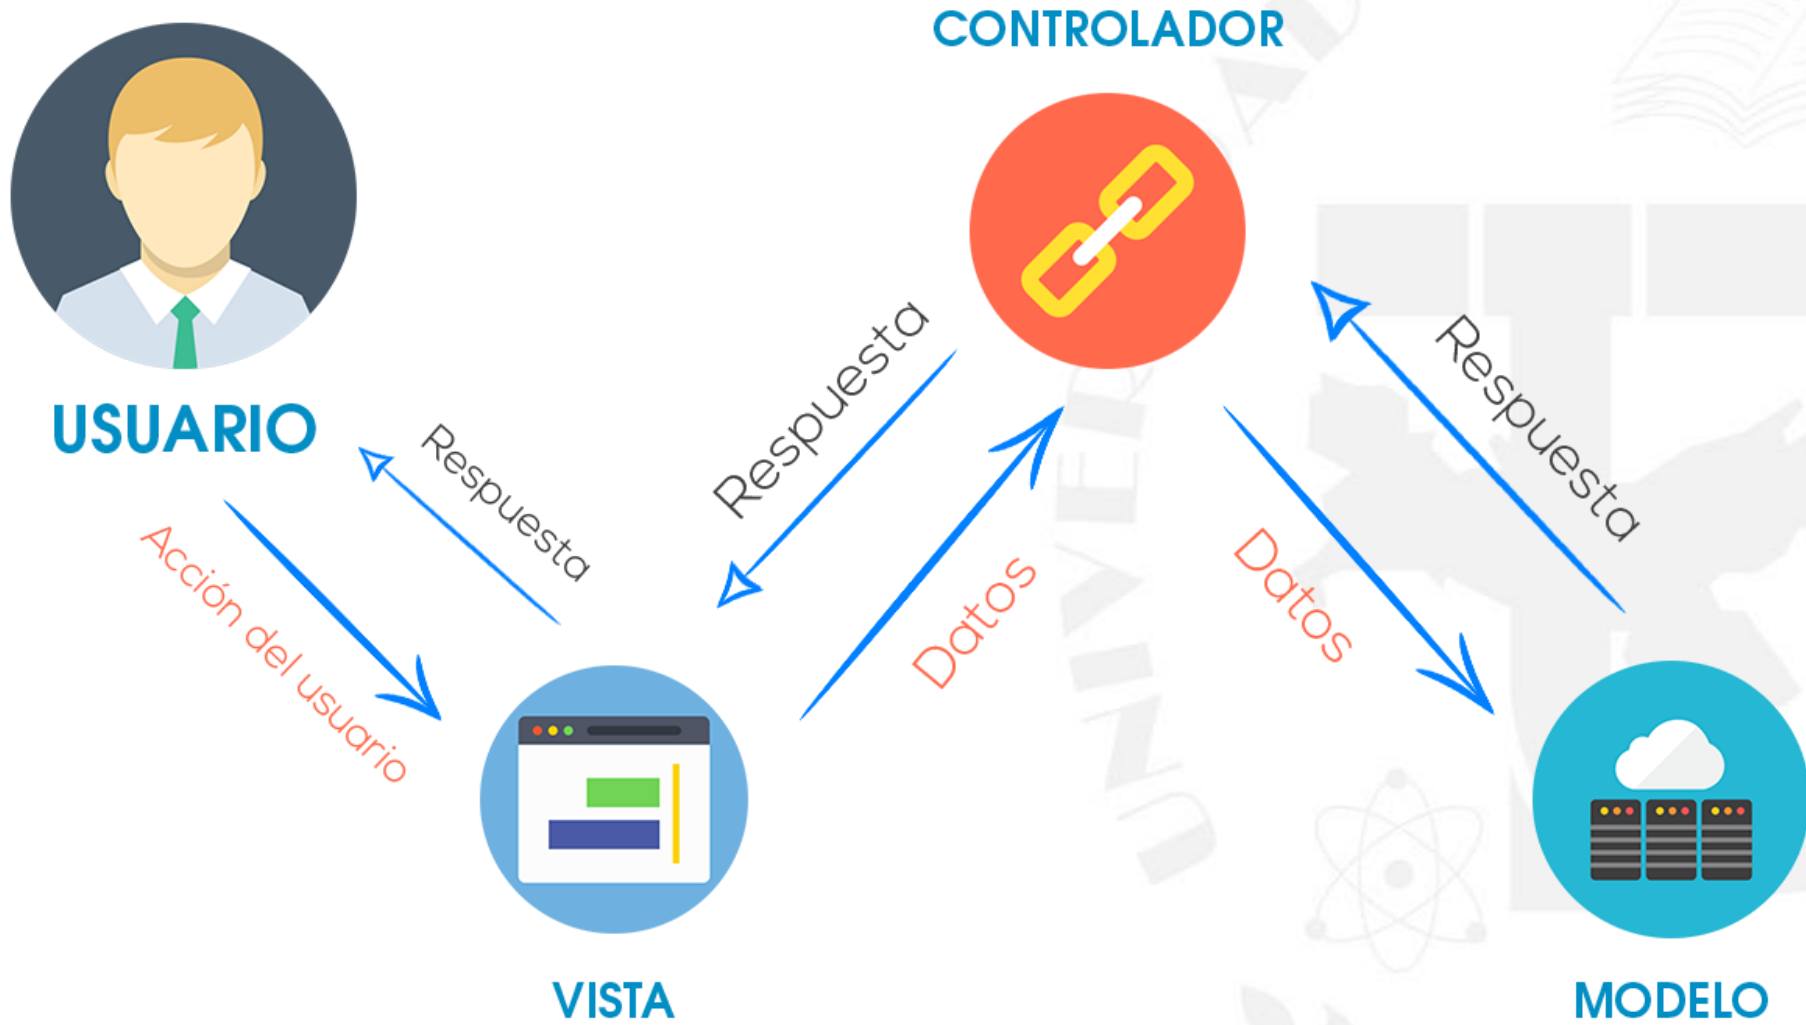 CONTROLADOR
USUARIO
Respuesta
Acción del usuario
Respuesta
Datos
Datos
Respuesta
VISTA
MODELO